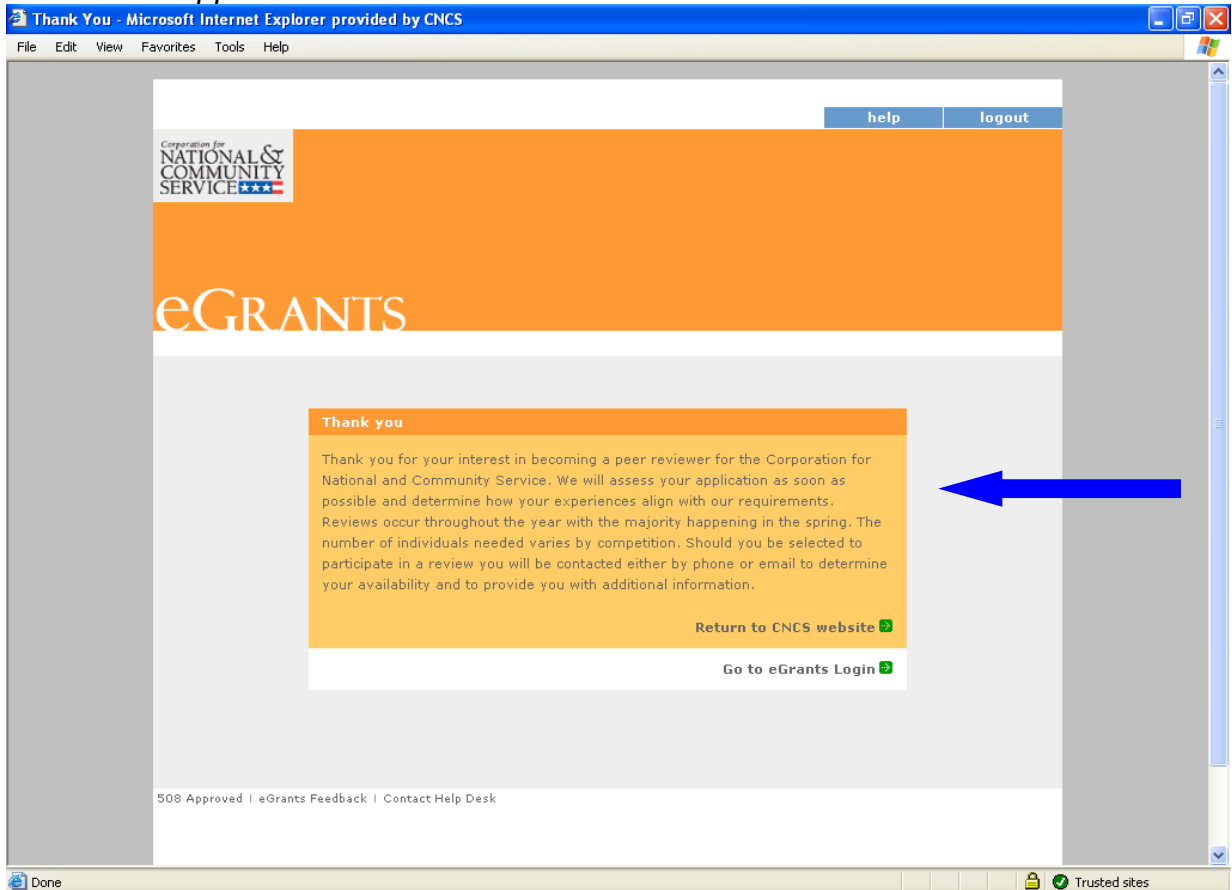 Thank You - Microsoft Internet Explorer provided by CNCS
File Edit View Favorites Tools Help
help logout
Corporation for
NATIONAL &
COMMUNITY
SERVICE
eGRANTS
Thank you
Thank you for your interest in becoming a peer reviewer for the Corporation for
National and Community Service. We will assess your application as soon as
possible and determine how your experiences align with our requirements.
Reviews occur throughout the year with the majority happening in the spring. The
number of individuals needed varies by competition. Should you be selected to
participate in a review you will be contacted either by phone or email to determine
your availability and to provide you with additional information.
Return to CNCS website
Go to eGrants Login
508 Approved | eGrants Feedback | Contact Help Desk
Done Trusted sites